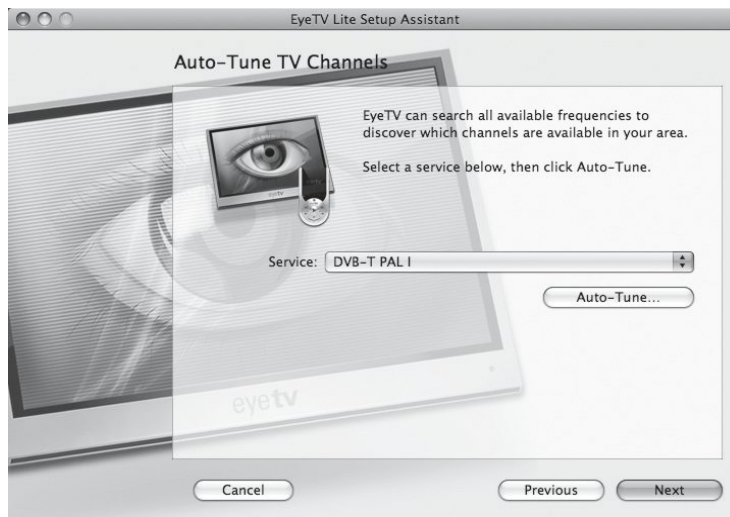 EyeTV Lite Setup Assistant
Auto-Tune TV Channels
EyeTV can search all available frequencies to
discover which channels are available in your area.
Select a service below, then click Auto-Tune.
eyetv
Service: DVB-T PAL I
Auto-Tune...
eyetv
Cancel Previous Next